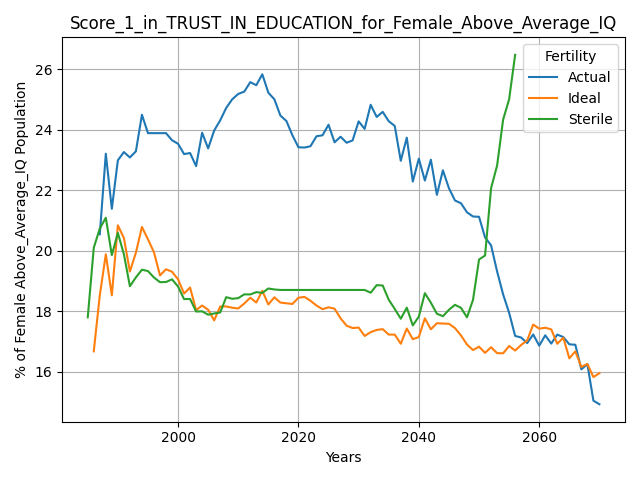 Score_1_in_TRUST_IN_EDUCATION_for_Female_Above_Average_IQ
% of Female Above_Average_IQ Population
26
24
22
20
18
16
Fertility
Actual
Ideal
Sterile
2000
2020
2040
2060
Years